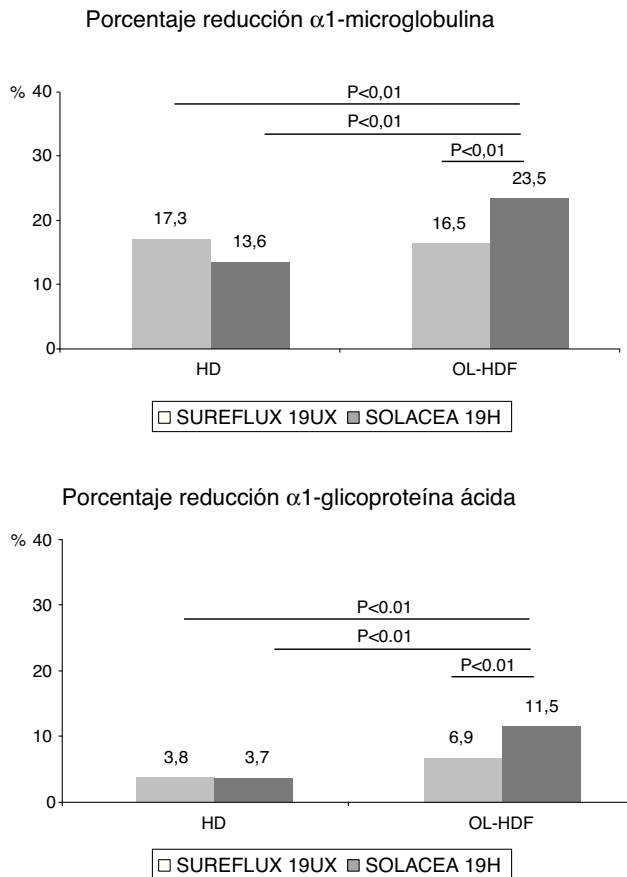 Porcentaje reducción α1-microglobulina
% 40
P<0,01
P<0,01
30
P<0,01
23,5
20
17,3
16,5
13,6
10
0
HD OL-HDF
SUREFLUX 19UX SOLACEA 19H
Porcentaje reducción α1-glicoproteína ácida
% 40
30
P<0.01
P<0.01
20
P<0.01
11,5
10
6,9
3,8 3,7
0
HD OL-HDF
SUREFLUX 19UX SOLACEA 19H